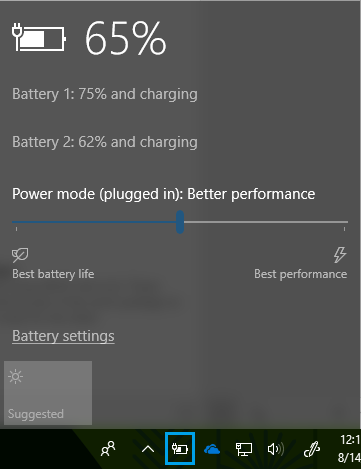 65%
Battery 1: 75% and charging
Battery 2: 62% and charging
Power mode (plugged in): Better performance
Best battery life
Best performance
Battery settings
Suggested
12:1
8/14